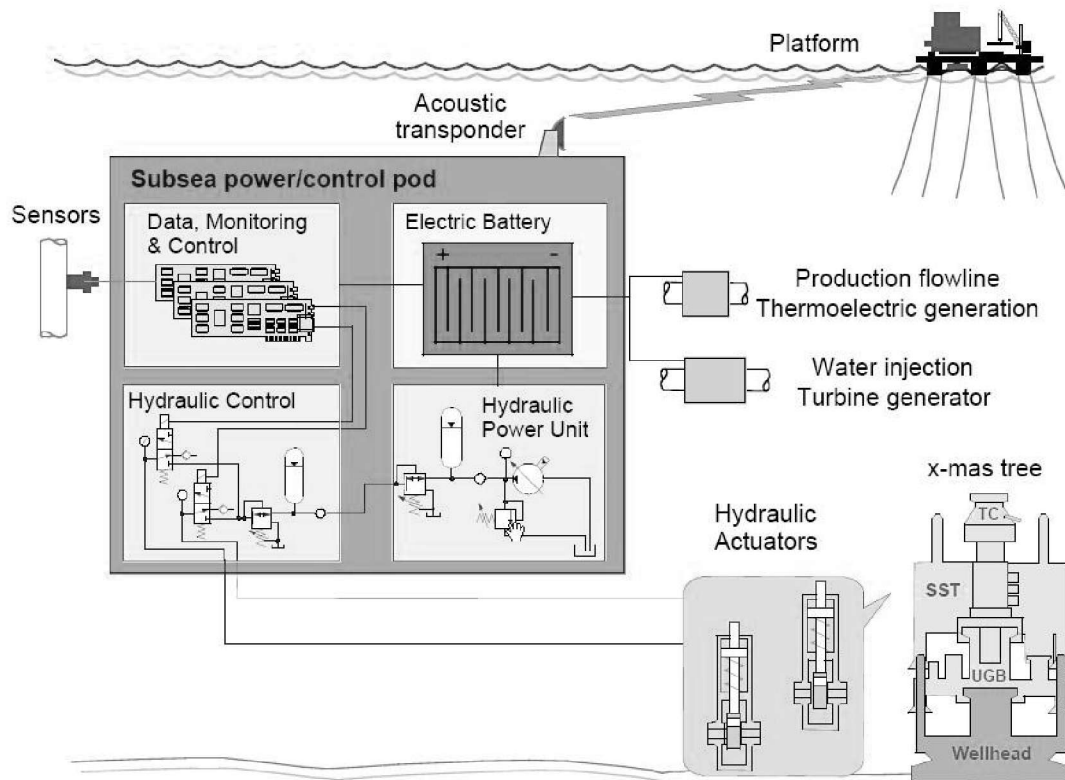 Platform
Acoustic
transponder
Subsea power/control pod
Sensors
Data, Monitoring
& Control
Electric Battery
+ -
Production flowline
Thermoelectric generation
Water injection
Turbine generator
Hydraulic Control
Hydraulic
Power Unit
x-mas tree
Hydraulic
Actuators
TC
SST
UGB
Wellhead